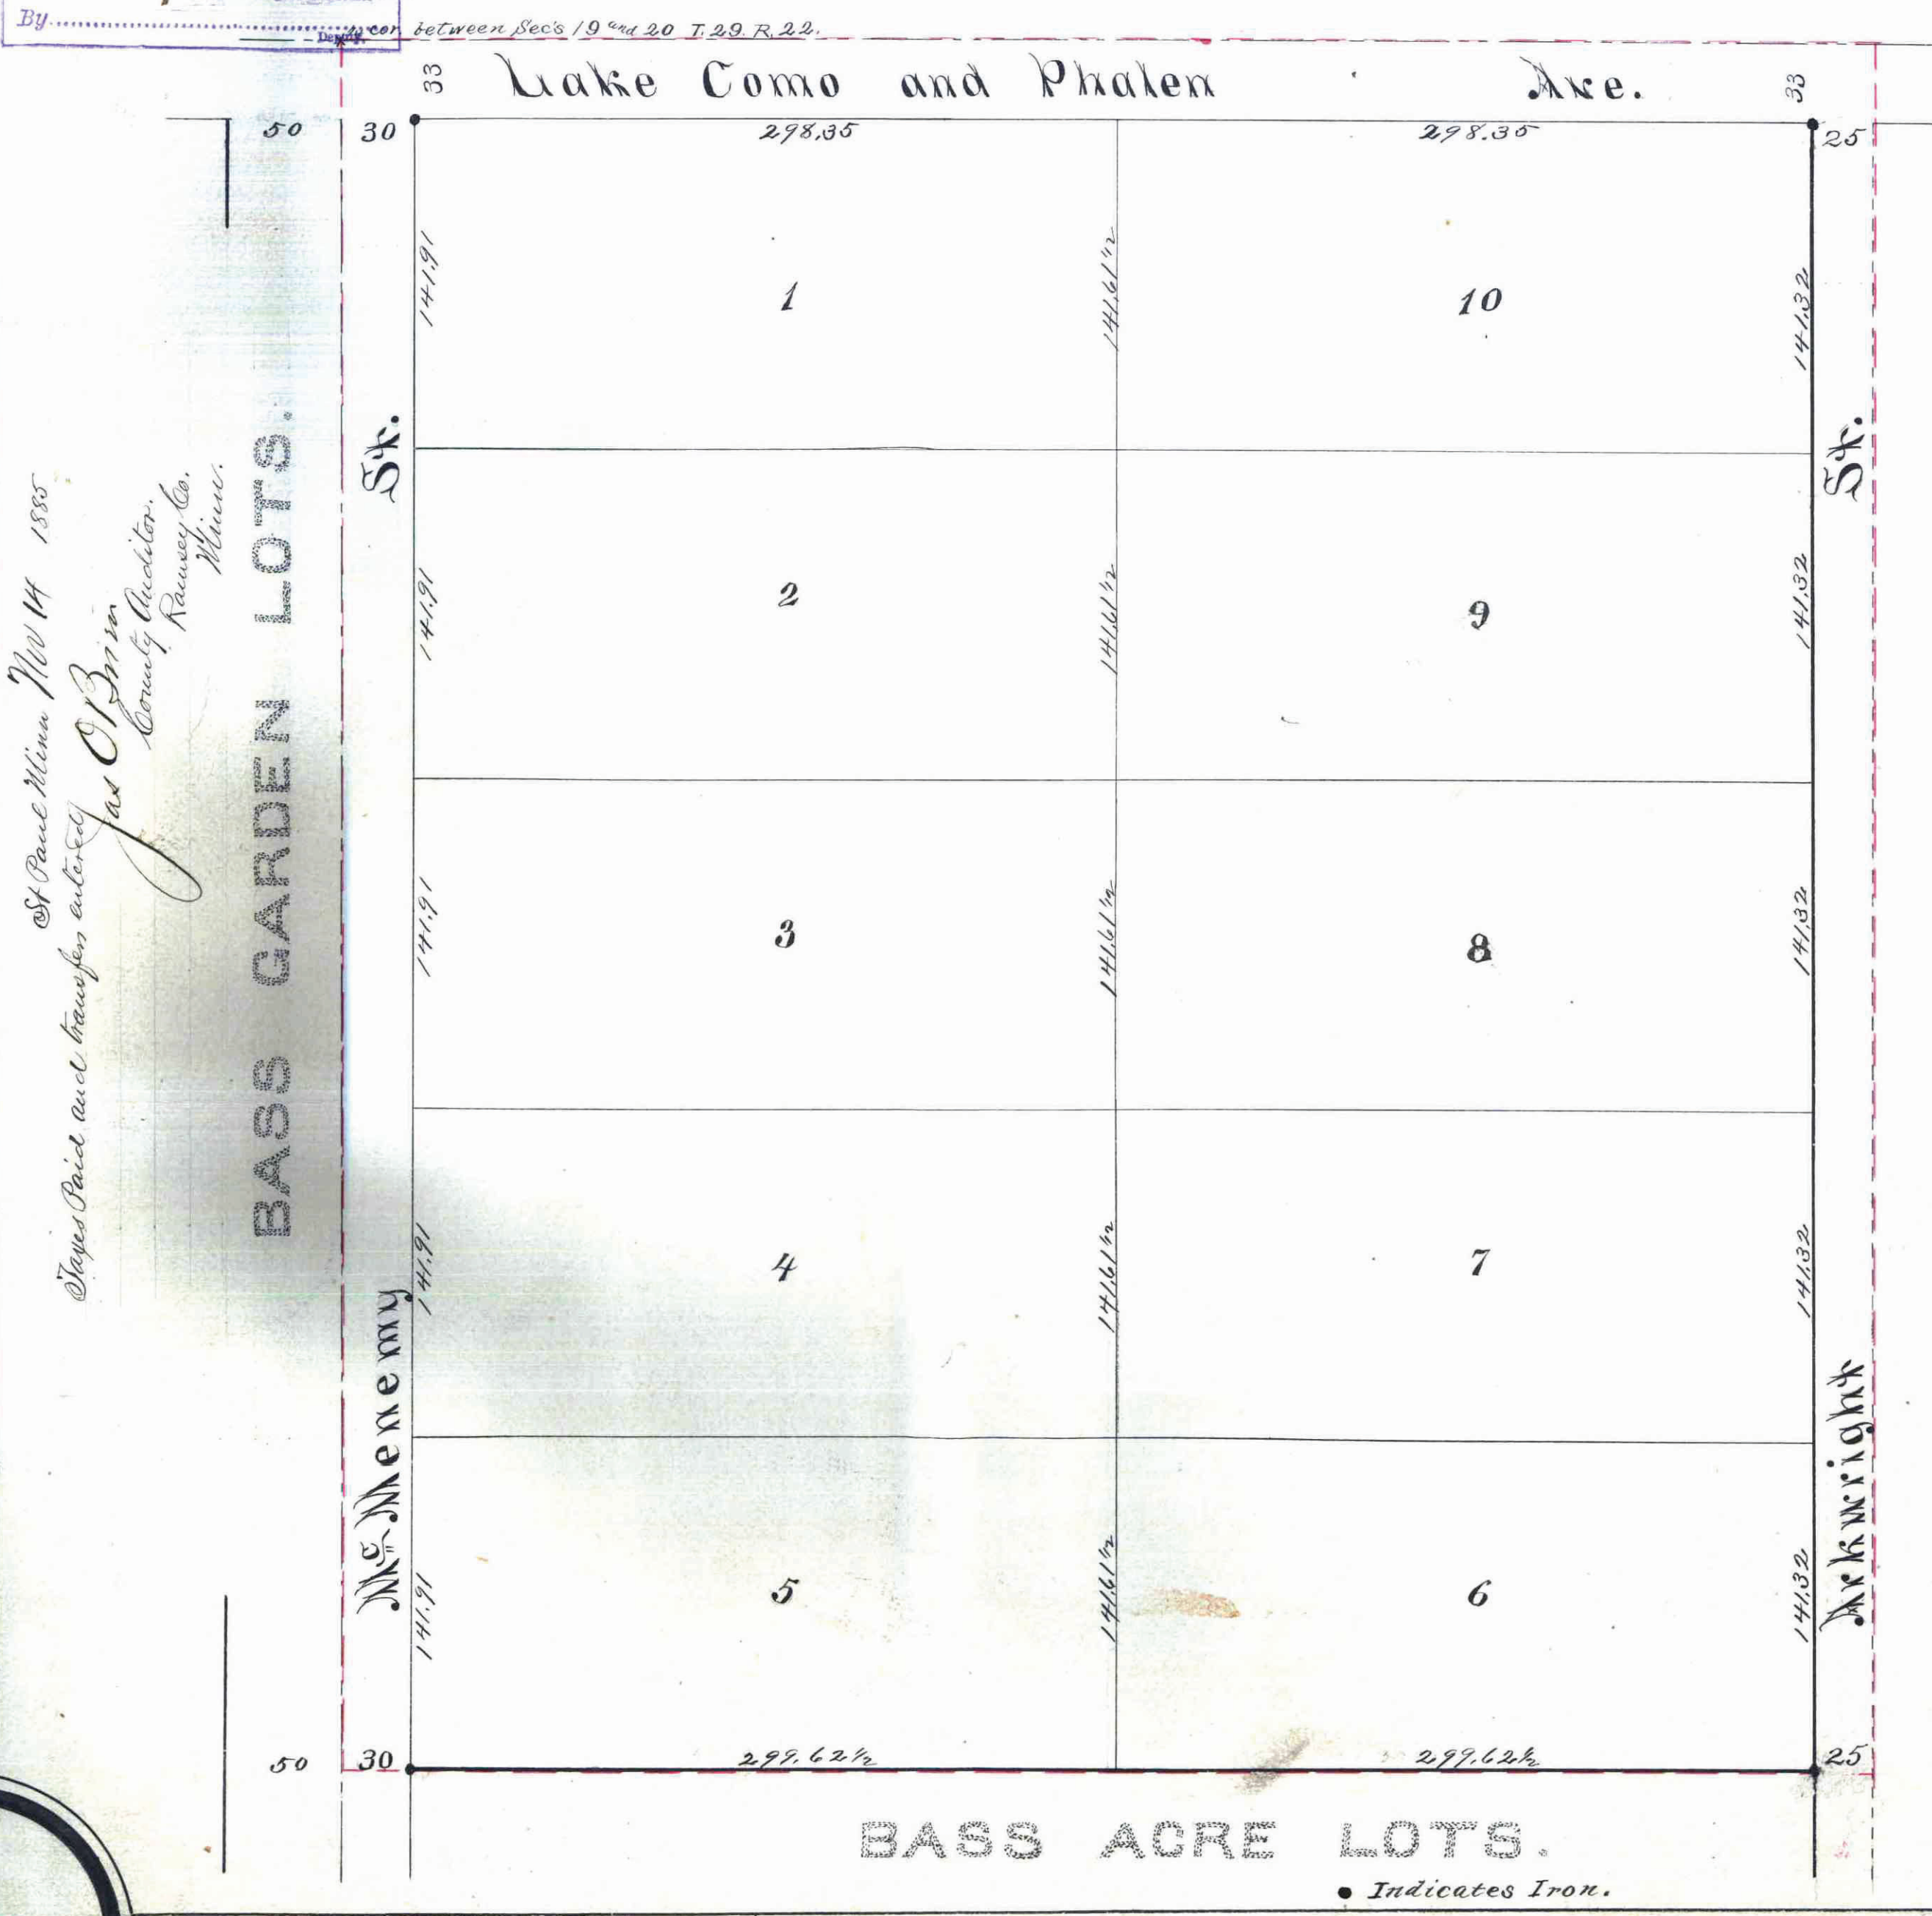 By
Deputy.
cor. between Sec's 19 and 20 T. 29. R. 22.
33 Lake Como and Phalen Ave. 33
50 30 298.35 298.35 25
141.91 1 141.61½ 10 141.32
St. St.
141.91 2 141.61½ 9 141.32
141.91 3 141.61½ 8 141.32
141.91 4 141.61½ 7 141.32
McMenemy Arkwright
141.91 5 141.61½ 6 141.32
50 30 299.62½ 299.62½ 25
BASS GARDEN LOTS.
St Paul Minn Nov 14 1885
Taxes Paid and transfer entered
Jas O'Brien
County Auditor.
Ramsey Co.
Minn.
BASS ACRE LOTS.
● Indicates Iron.